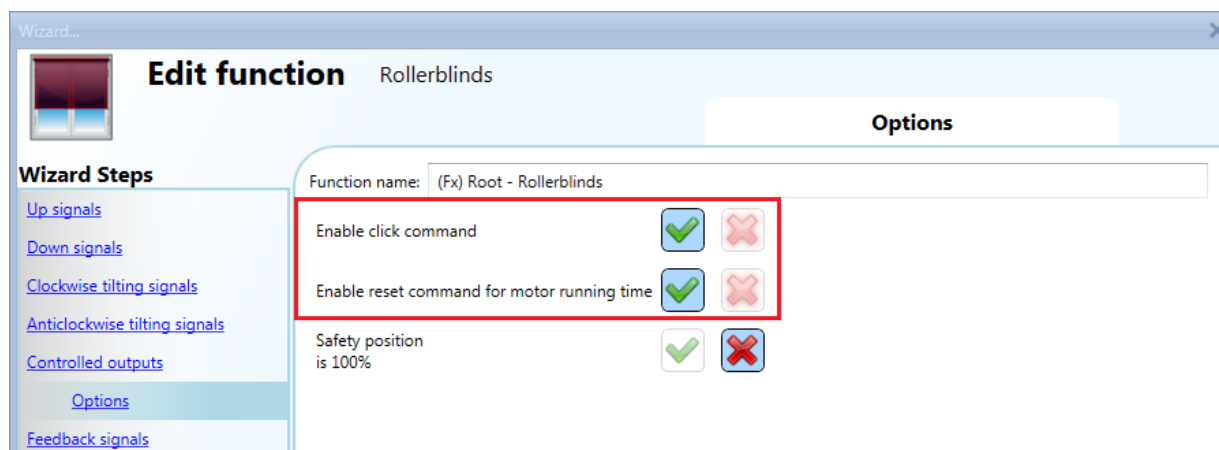 Wizard...
Edit function Rollerblinds
Options
Wizard Steps
Up signals
Down signals
Clockwise tilting signals
Anticlockwise tilting signals
Controlled outputs
Options
Feedback signals
Function name: (Fx) Root - Rollerblinds
Enable click command
Enable reset command for motor running time
Safety position
is 100%